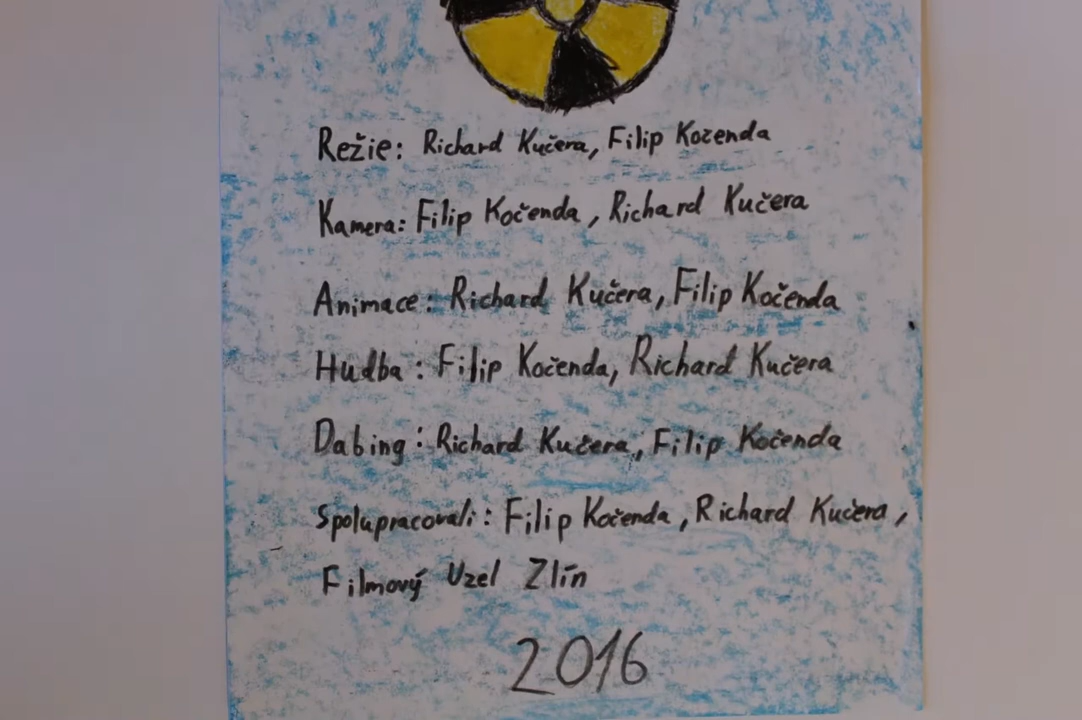 Režie: Richard Kučera, Filip Kočenda
Kamera: Filip Kočenda, Richard Kučera
Animace: Richard Kučera, Filip Kočenda
Hudba: Filip Kočenda, Richard Kučera
Dabing: Richard Kučera, Filip Kočenda
Spolupracovali: Filip Kočenda, Richard Kučera,
Filmový Uzel Zlín
2016